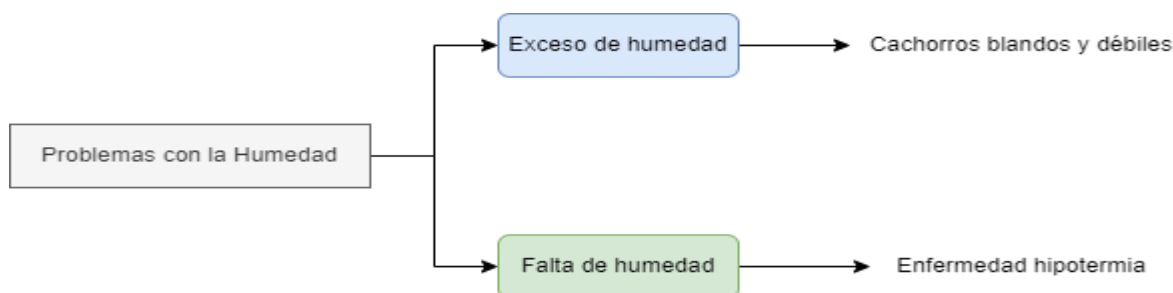 Problemas con la Humedad
Exceso de humedad
Cachorros blandos y débiles
Falta de humedad
Enfermedad hipotermia